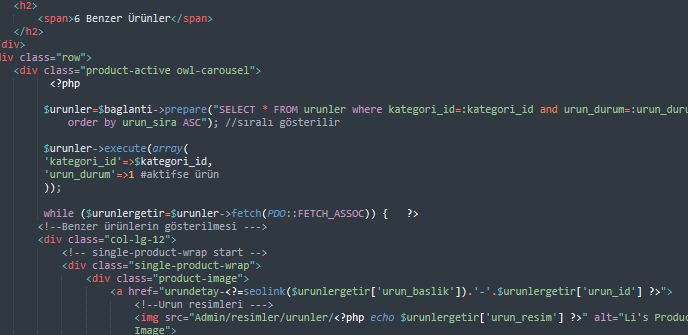 <h2>
<span>6 Benzer Ürünler</span>
</h2>
/div>
iv class="row">
<div class="product-active owl-carousel">
<?php
$urunler=$baglanti->prepare("SELECT * FROM urunler where kategori_id=:kategori_id and urun_durum=:urun_duru
order by urun_sira ASC"); //sıralı gösterilir
$urunler->execute(array(
'kategori_id'=>$kategori_id,
'urun_durum'=>1 #aktifse ürün
));
while ($urunlergetir=$urunler->fetch(PDO::FETCH_ASSOC)) {   ?>
<!--Benzer ürünlerin gösterilmesi --->
<div class="col-lg-12">
<!-- single-product-wrap start -->
<div class="single-product-wrap">
<div class="product-image">
<a href="urundetay-<?=seolink($urunlergetir['urun_baslik']).'-'.$urunlergetir['urun_id'] ?>">
<!--Urun resimleri --->
<img src="Admin/resimler/urunler/<?php echo $urunlergetir['urun_resim'] ?>" alt="Li's Produc
Image">